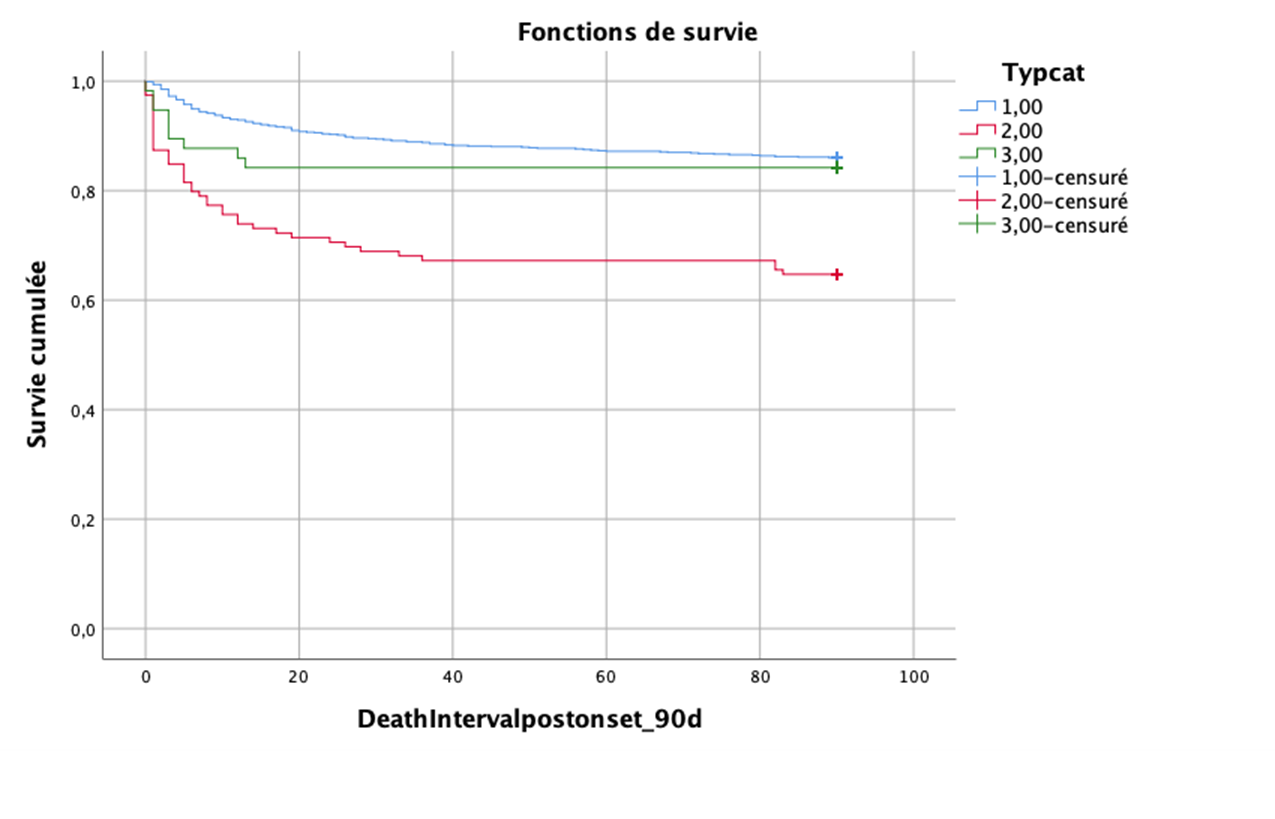 Fonctions de survie
Typcat
1,00
2,00
3,00
1,00-censuré
2,00-censuré
3,00-censuré
Survie cumulée
1,0
0,8
0,6
0,4
0,2
0,0
0 20 40 60 80 100
DeathIntervalpostonset_90d